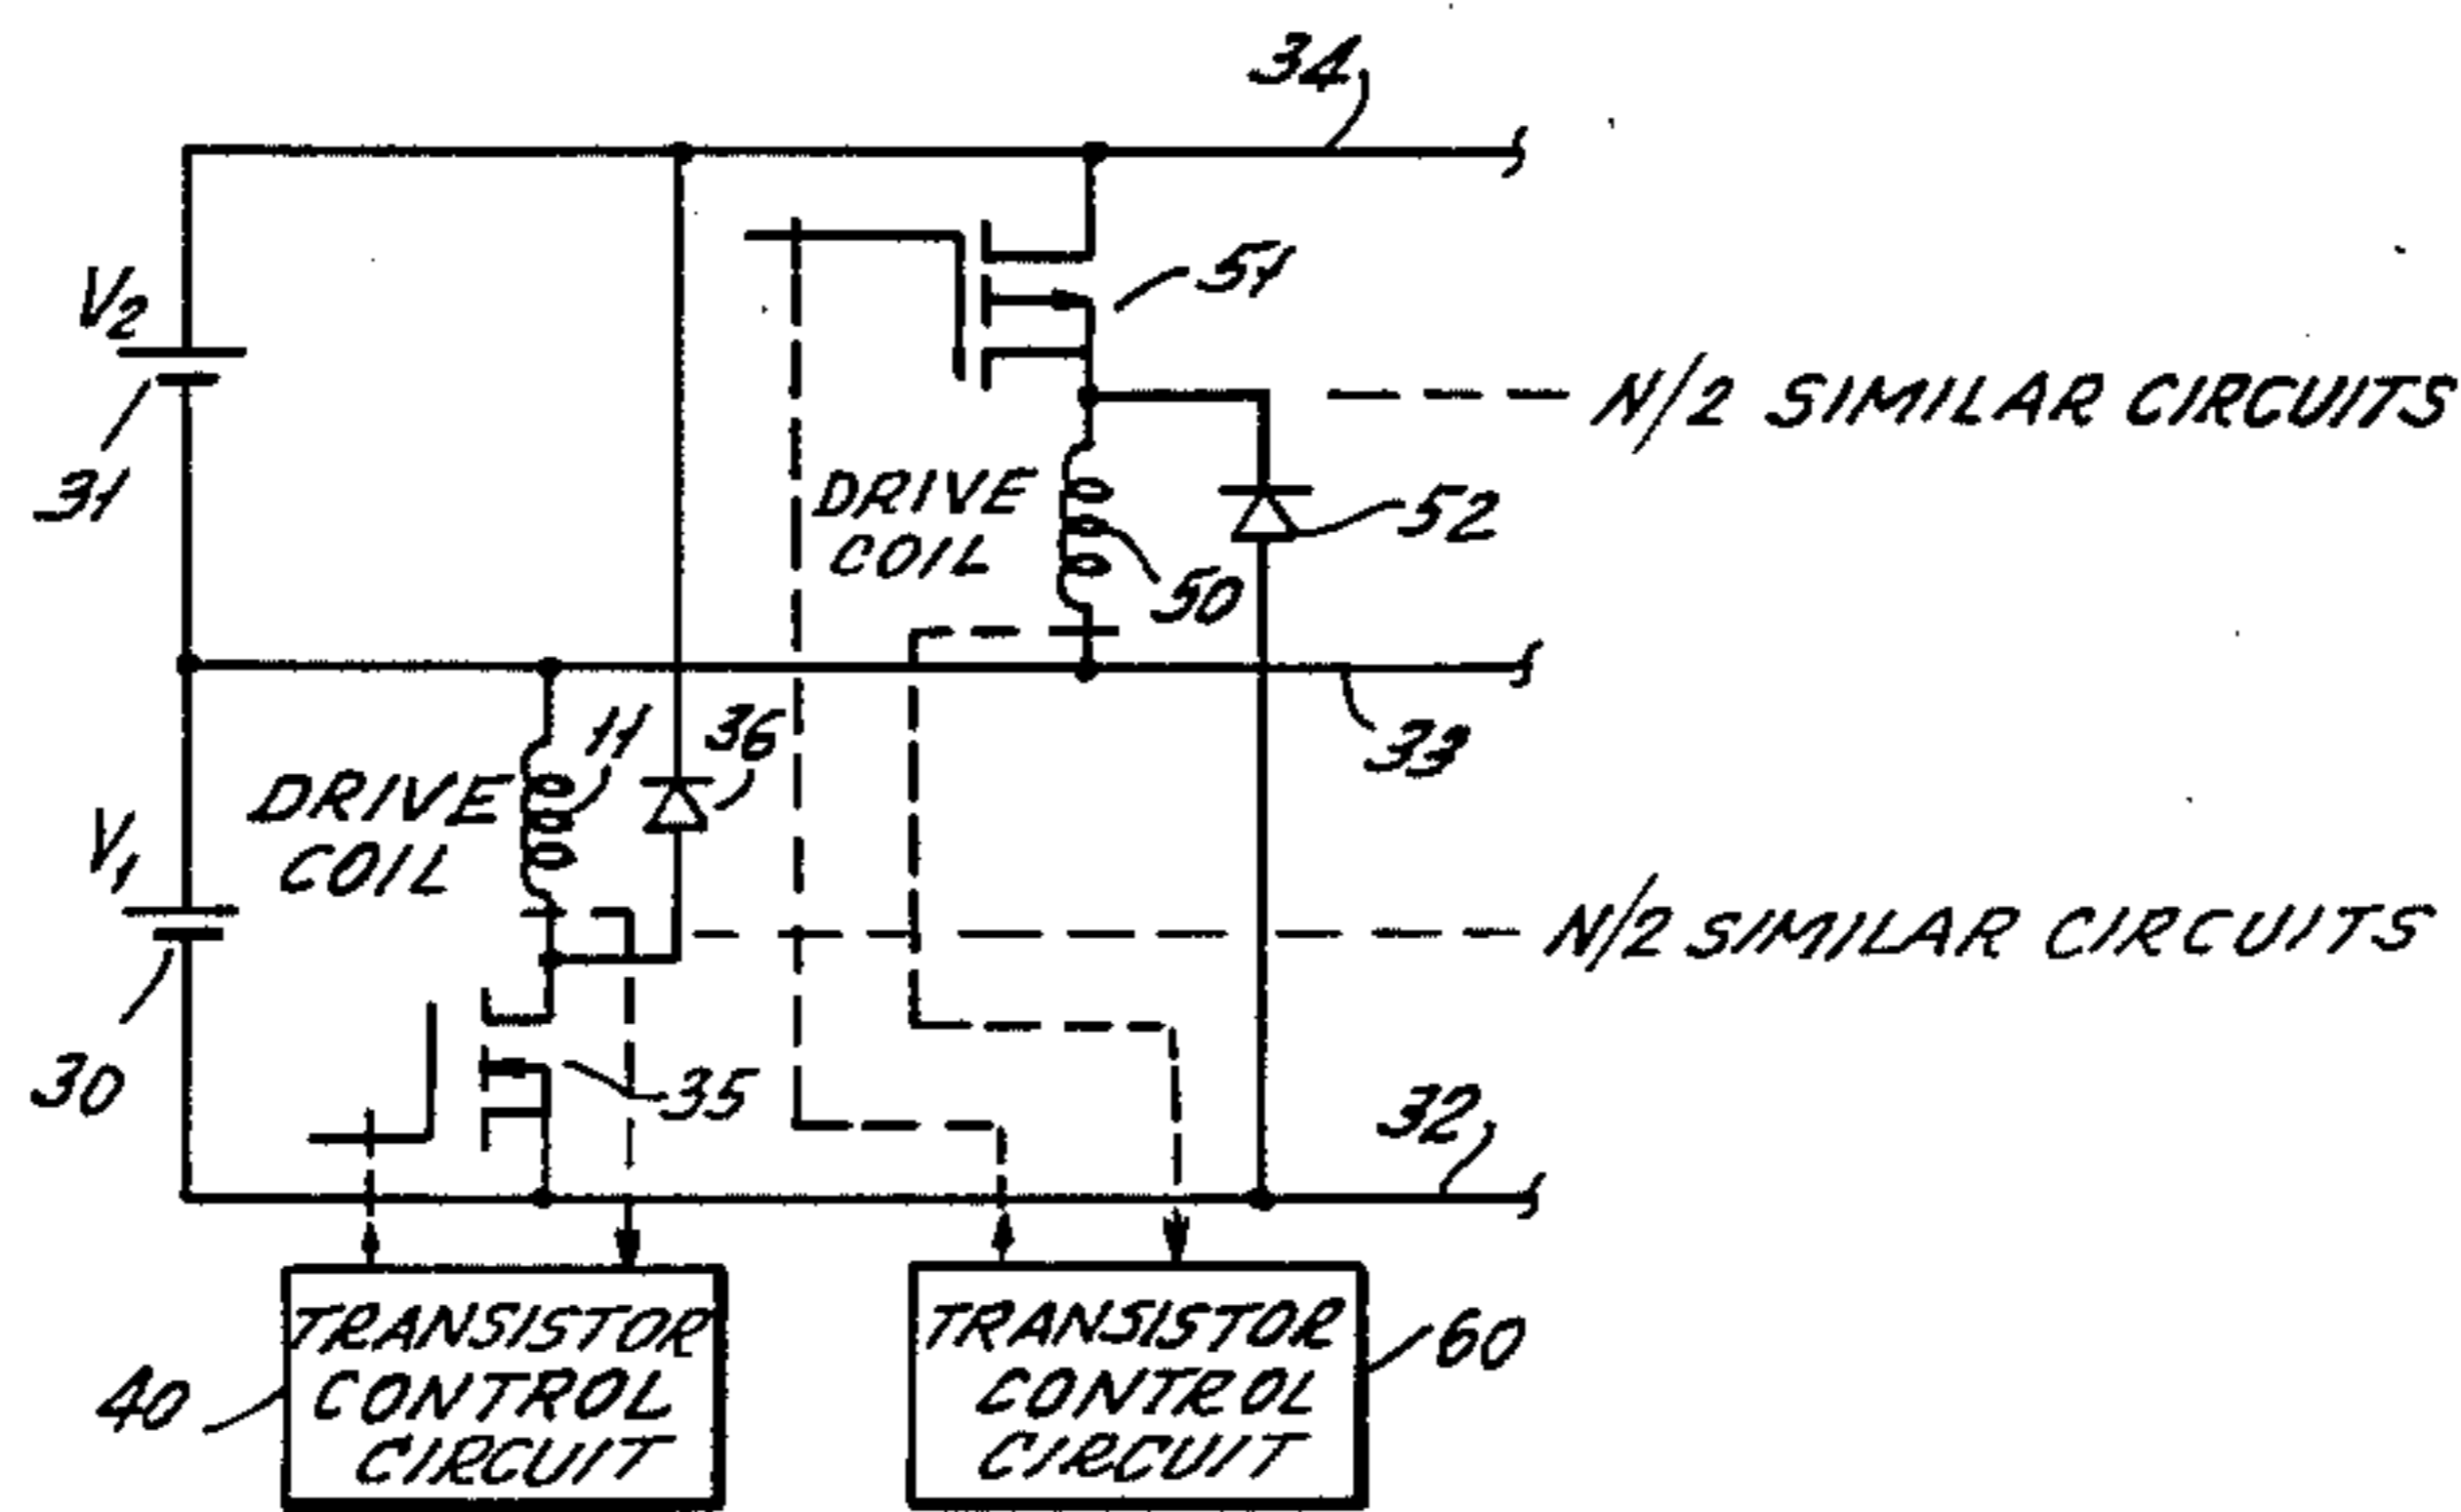 34
51
V2
N/2 SIMILAR CIRCUITS
31
DRIVE
COIL
52
50
33
11
36
DRIVE
COIL
V1
N/2 SIMILAR CIRCUITS
30
35
32
TRANSISTOR
CONTROL
CIRCUIT
40
TRANSISTOR
CONTROL
CIRCUIT
60